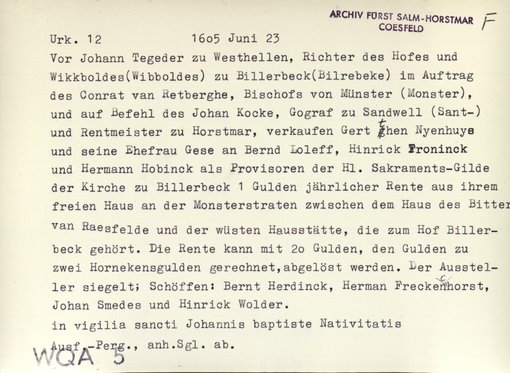 ARCHIV FÜRST SALM-HORSTMAR
COESFELD
F
Urk. 12 16o5 Juni 23
Vor Johann Tegeder zu Westhellen, Richter des Hofes und
Wikkboldes(Wibboldes) zu Billerbeck(Bilrebeke) im Auftrag
des Conrat van Retberghe, Bischofs von Münster (Monster),
und auf Befehl des Johan Kocke, Gograf zu Sandwell (Sant-)
und Rentmeister zu Horstmar, verkaufen Gert then Nyenhuys
und seine Ehefrau Gese an Bernd Loleff, Hinrick Froninck
und Hermann Hobinck als Provisoren der Hl. Sakraments-Gilde
der Kirche zu Billerbeck 1 Gulden jährlicher Rente aus ihrem
freien Haus an der Monsterstraten zwischen dem Haus des Bitter
van Raesfelde und der wüsten Hausstätte, die zum Hof Biller-
beck gehört. Die Rente kann mit 2o Gulden, den Gulden zu
zwei Hornekensgulden gerechnet,abgelöst werden. Der Ausstel-
ler siegelt; Schöffen: Bernt Herdinck, Herman Freckenhorst,
Johan Smedes und Hinrick Wolder.
in vigilia sancti Johannis baptiste Nativitatis
Ausf.-Perg., anh.Sgl. ab.
WQA 5